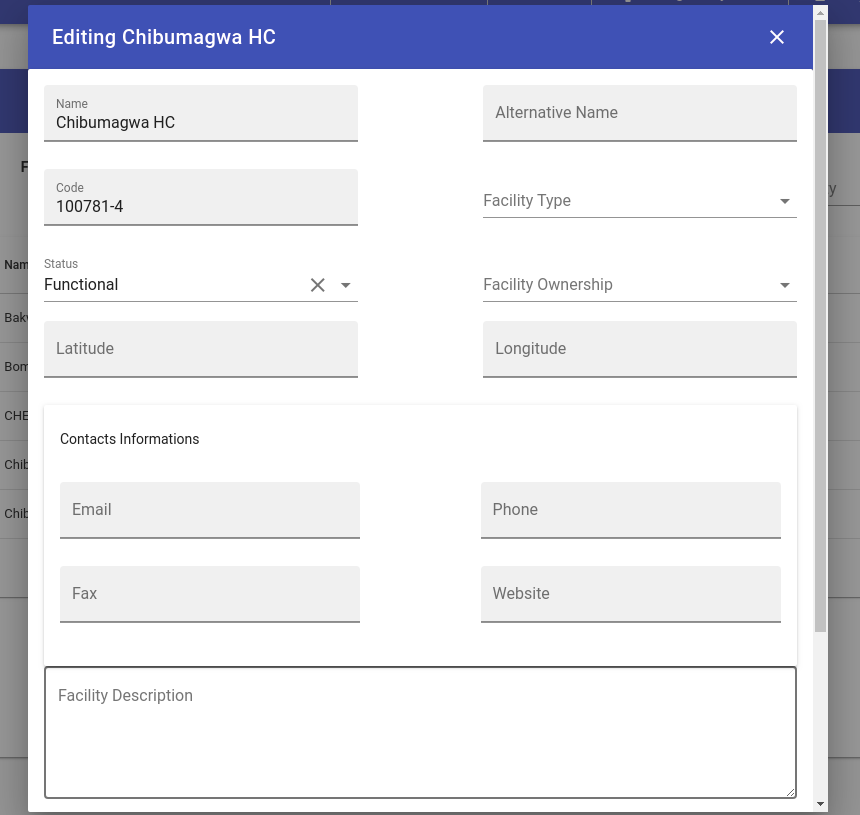 Editing Chibumagwa HC
Name
Chibumagwa HC
Alternative Name
Code
100781-4
Facility Type
Status
Functional
Facility Ownership
Latitude
Longitude
Contacts Informations
Email
Phone
Fax
Website
Facility Description